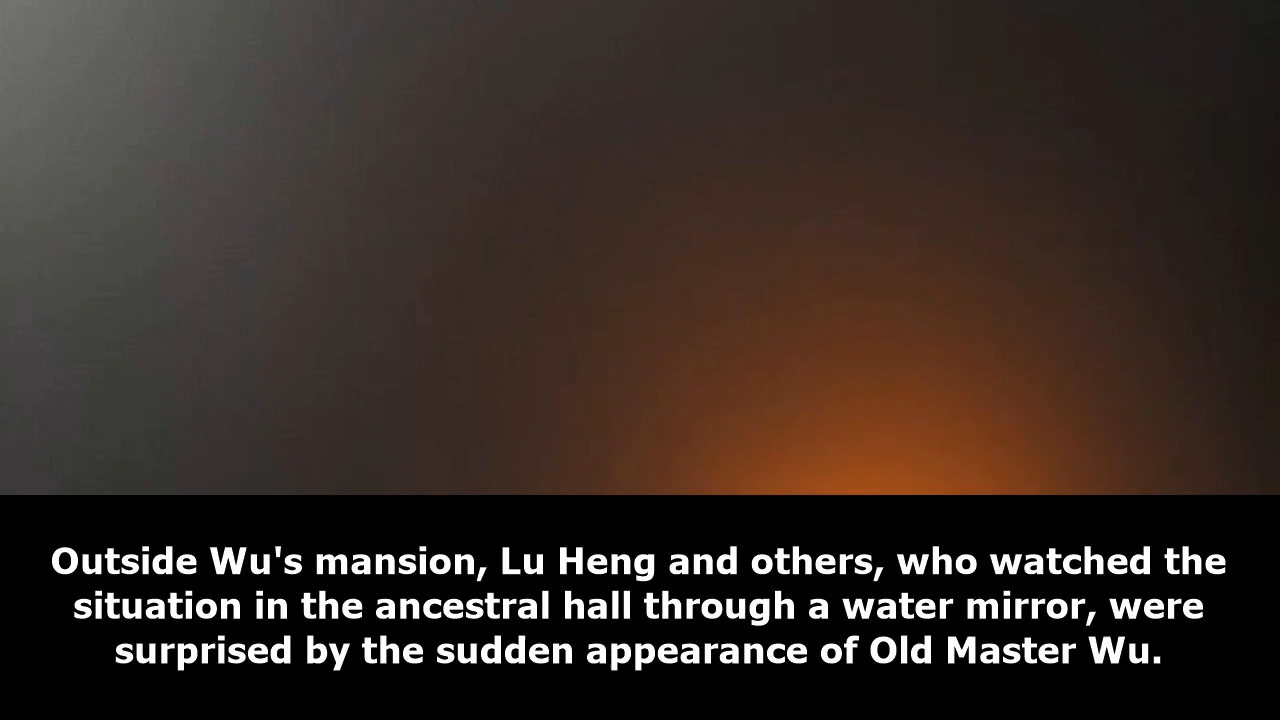 Outside Wu's mansion, Lu Heng and others, who watched the
situation in the ancestral hall through a water mirror, were
surprised by the sudden appearance of Old Master Wu.